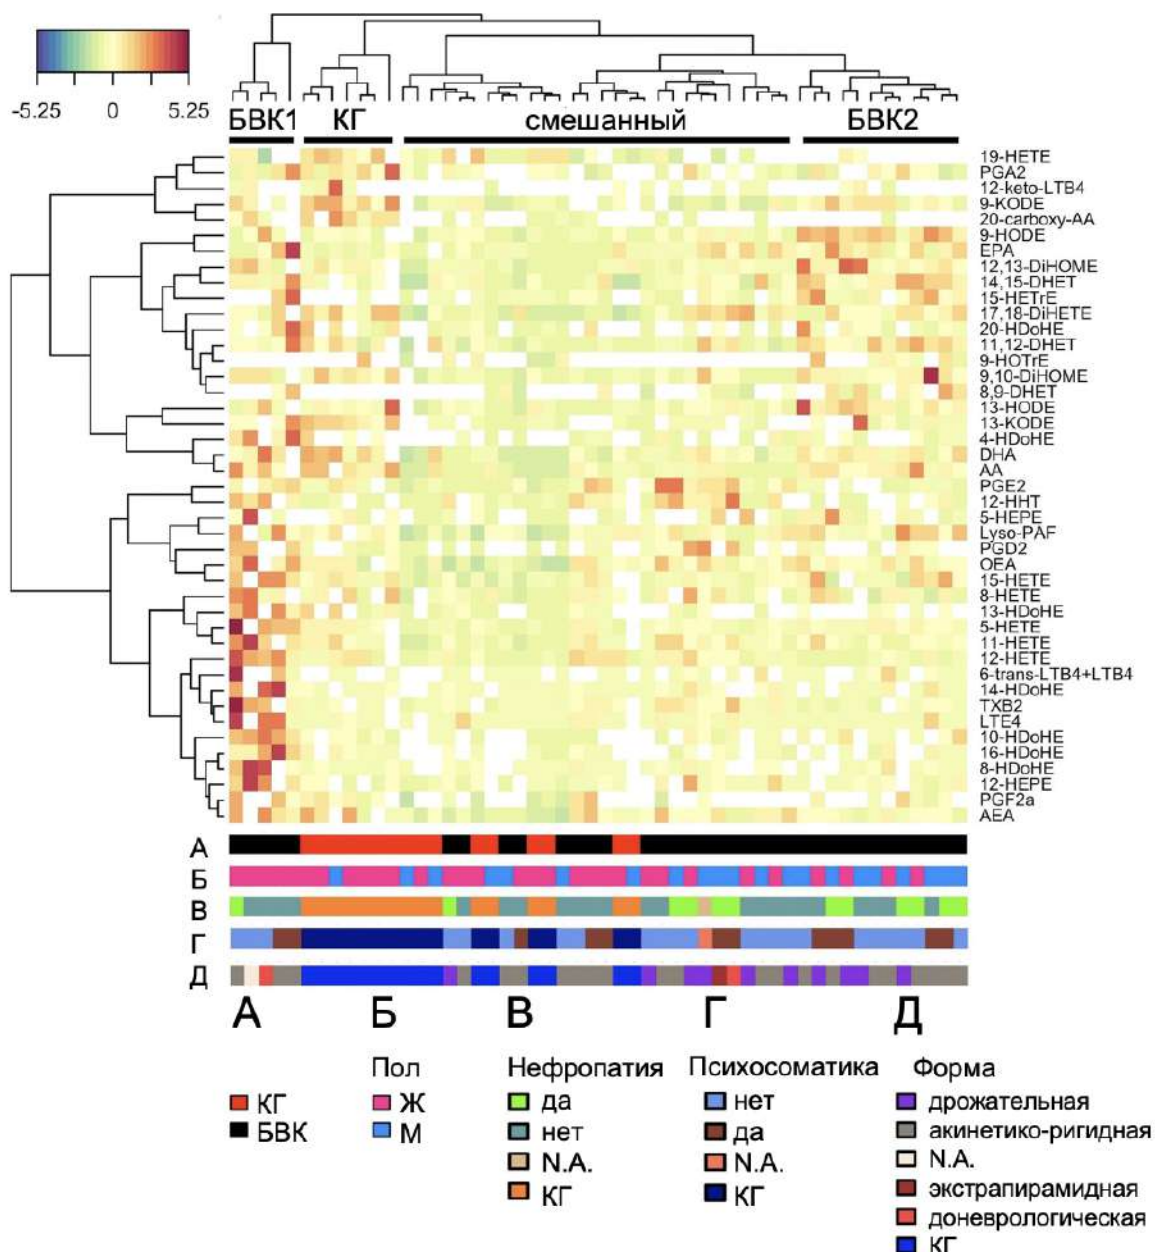 -5.25 0 5.25
БВК1 КГ смешанный БВК2
19-HETE
PGA2
12-keto-LTB4
9-KODE
20-carboxy-AA
9-HODE
EPA
12,13-DiHOME
14,15-DHET
15-HETrE
17,18-DiHETE
20-HDoHE
11,12-DHET
9-HOTrE
9,10-DiHOME
8,9-DHET
13-HODE
13-KODE
4-HDoHE
DHA
AA
PGE2
12-HHT
5-HEPE
Lyso-PAF
PGD2
OEA
15-HETE
8-HETE
13-HDoHE
5-HETE
11-HETE
12-HETE
6-trans-LTB4+LTB4
14-HDoHE
TXB2
LTE4
10-HDoHE
16-HDoHE
8-HDoHE
12-HEPE
PGF2a
AEA
А
Б
В
Г
Д
А Б В Г Д
Пол Нефропатия Психосоматика Форма
КГ Ж да нет дрожательная
БВК М нет да акинетико-ригидная
N.A. N.A. N.A.
КГ КГ экстрапирамидная
доневрологическая
КГ